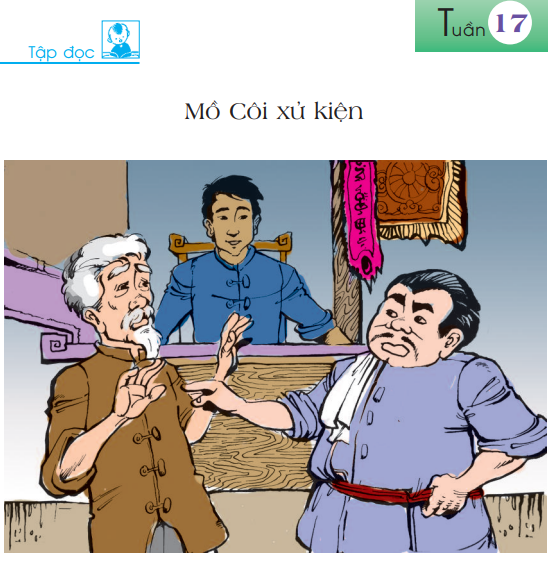 Tuần 17
Tập đọc
Mồ Côi xử kiện